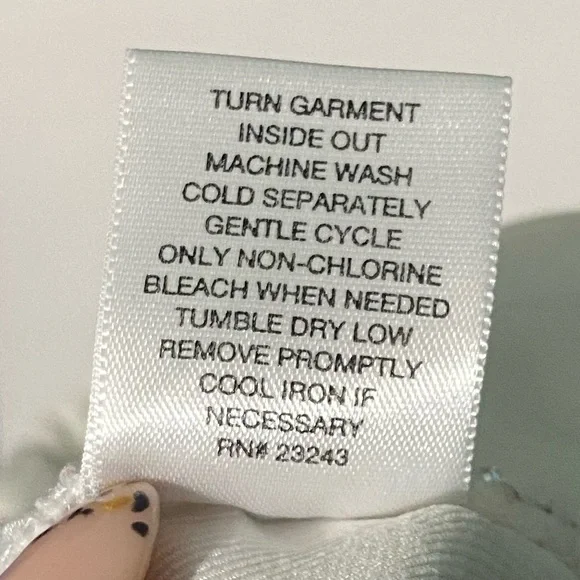 TURN GARMENT
INSIDE OUT
MACHINE WASH
COLD SEPARATELY
GENTLE CYCLE
ONLY NON-CHLORINE
BLEACH WHEN NEEDED
TUMBLE DRY LOW
REMOVE PROMPTLY
COOL IRON IF
NECESSARY
RN# 23243